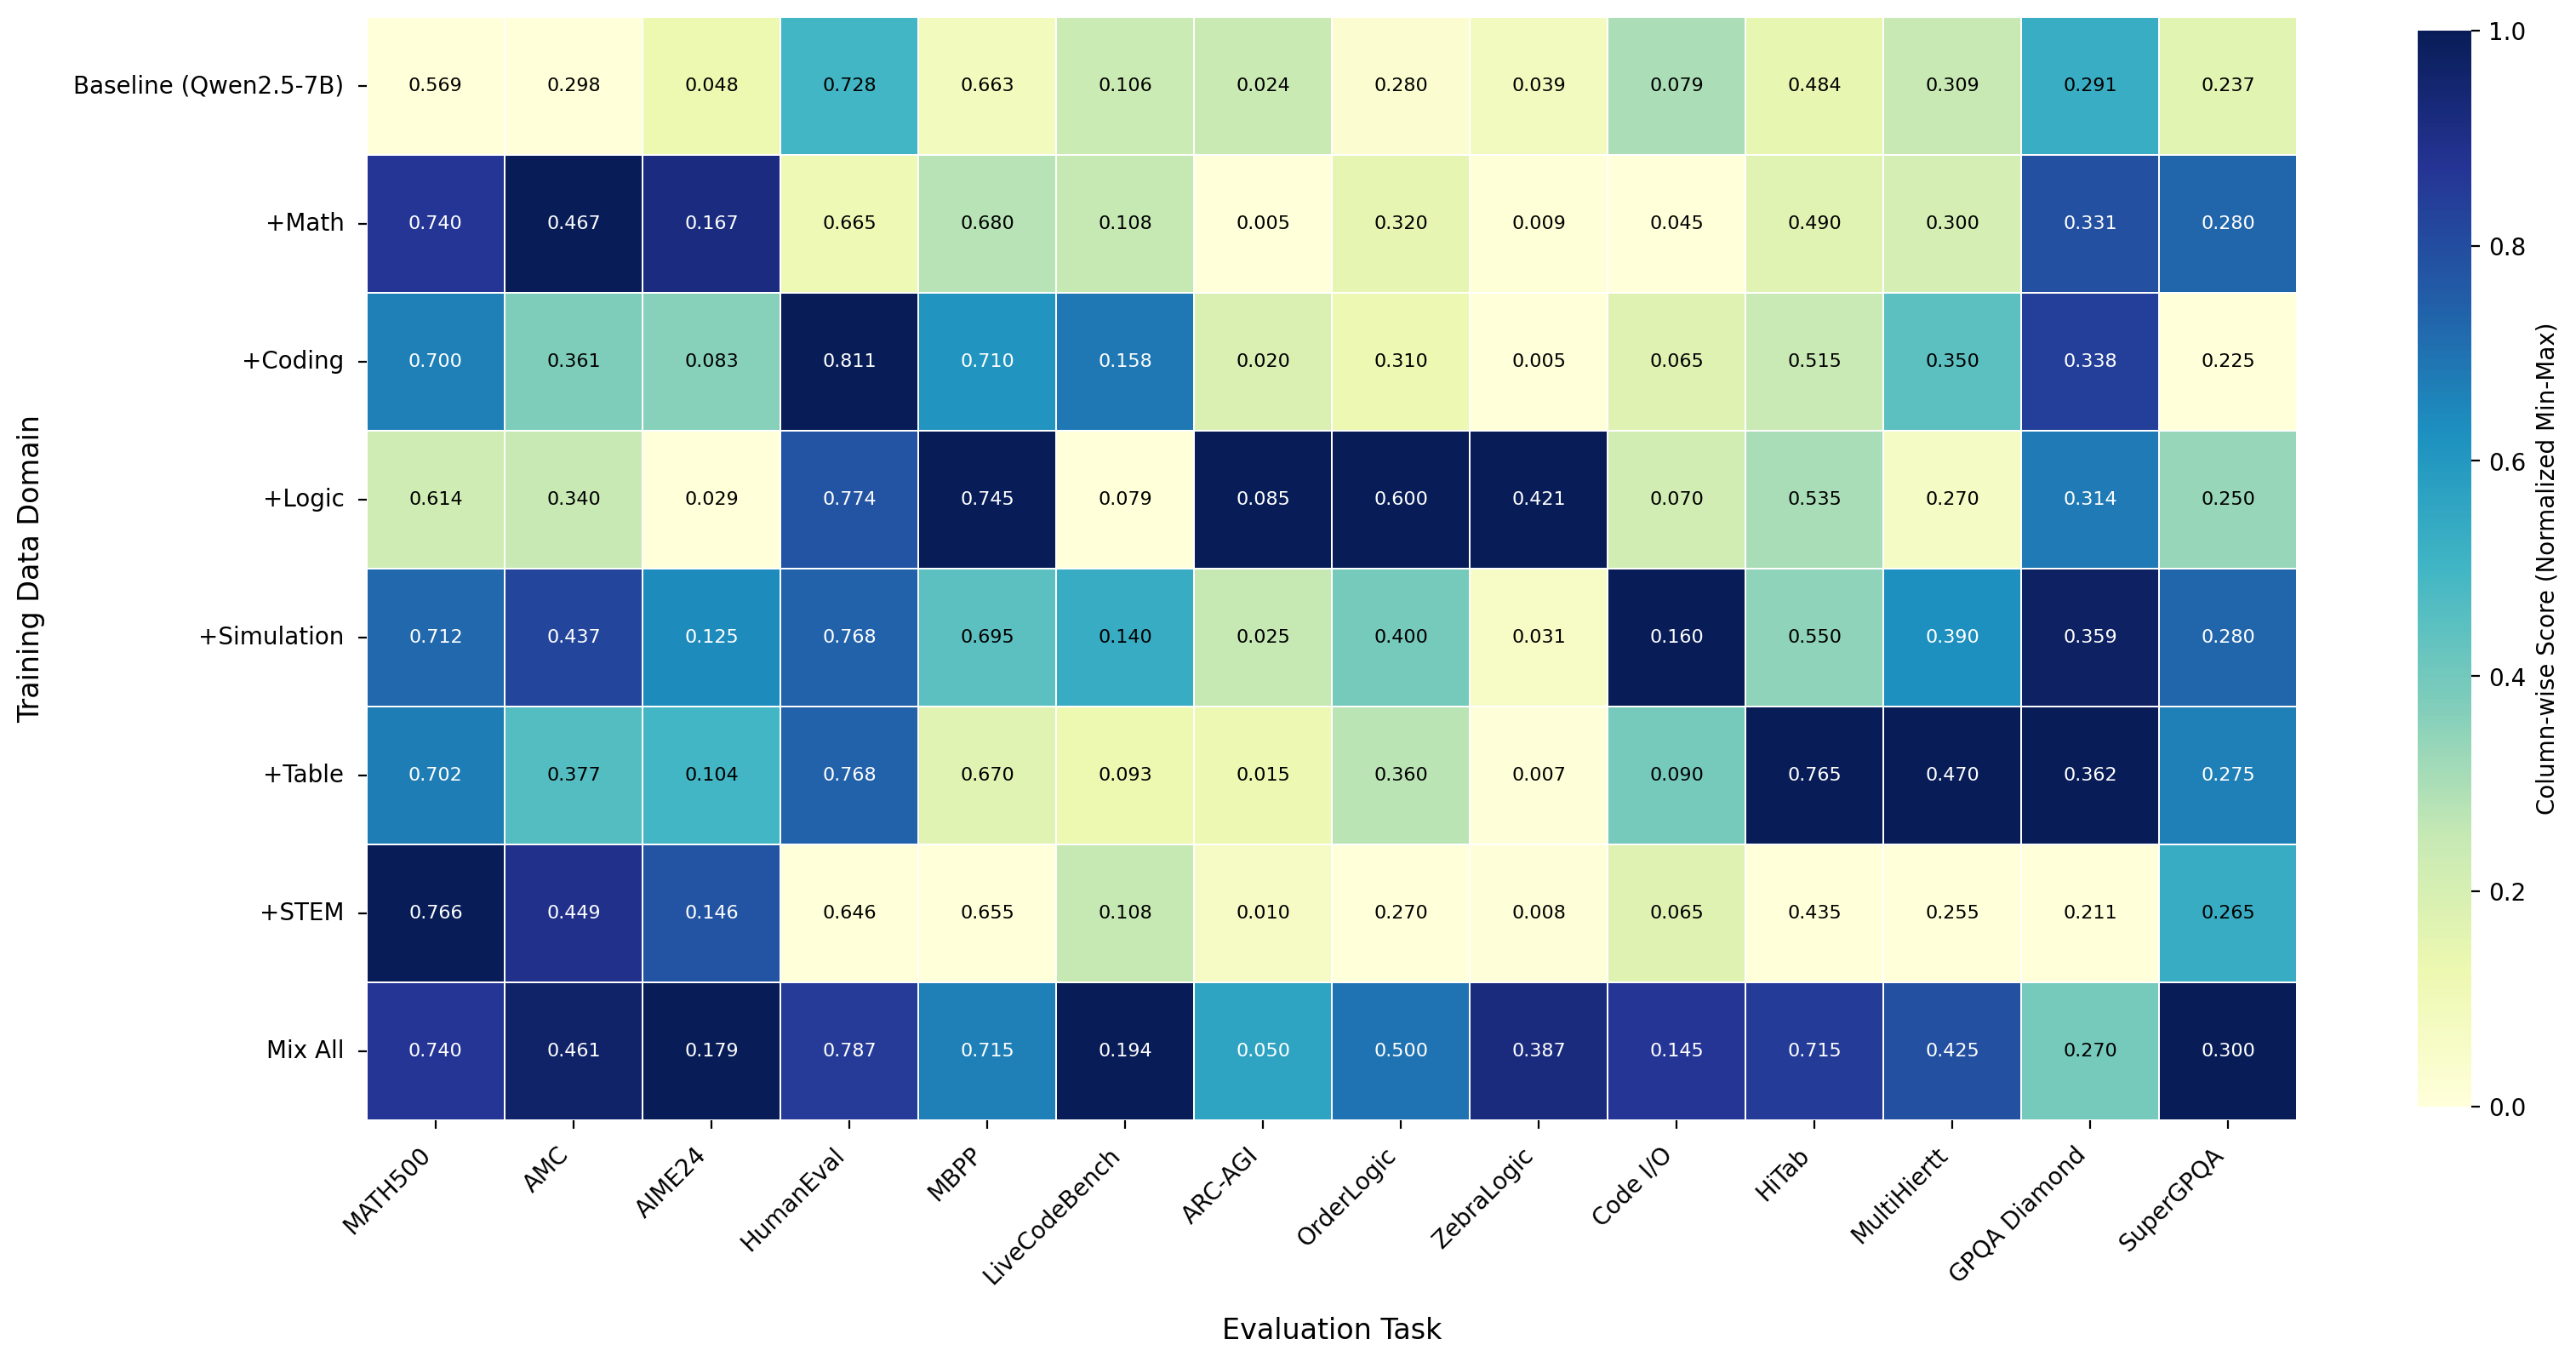 Baseline (Qwen2.5-7B) 0.569 0.298 0.048 0.728 0.663 0.106 0.024 0.280 0.039 0.079 0.484 0.309 0.291 0.237
+Math 0.740 0.467 0.167 0.665 0.680 0.108 0.005 0.320 0.009 0.045 0.490 0.300 0.331 0.280
+Coding 0.700 0.361 0.083 0.811 0.710 0.158 0.020 0.310 0.005 0.065 0.515 0.350 0.338 0.225
+Logic 0.614 0.340 0.029 0.774 0.745 0.079 0.085 0.600 0.421 0.070 0.535 0.270 0.314 0.250
+Simulation 0.712 0.437 0.125 0.768 0.695 0.140 0.025 0.400 0.031 0.160 0.550 0.390 0.359 0.280
+Table 0.702 0.377 0.104 0.768 0.670 0.093 0.015 0.360 0.007 0.090 0.765 0.470 0.362 0.275
+STEM 0.766 0.449 0.146 0.646 0.655 0.108 0.010 0.270 0.008 0.065 0.435 0.255 0.211 0.265
Mix All 0.740 0.461 0.179 0.787 0.715 0.194 0.050 0.500 0.387 0.145 0.715 0.425 0.270 0.300
MATH500 AMC AIME24 HumanEval MBPP LiveCodeBench ARC-AGI OrderLogic ZebraLogic Code I/O HiTab MultiHiertt GPQA Diamond SuperGPQA
Evaluation Task
Training Data Domain
1.0
0.8
0.6
0.4
0.2
0.0
Column-wise Score (Normalized Min-Max)